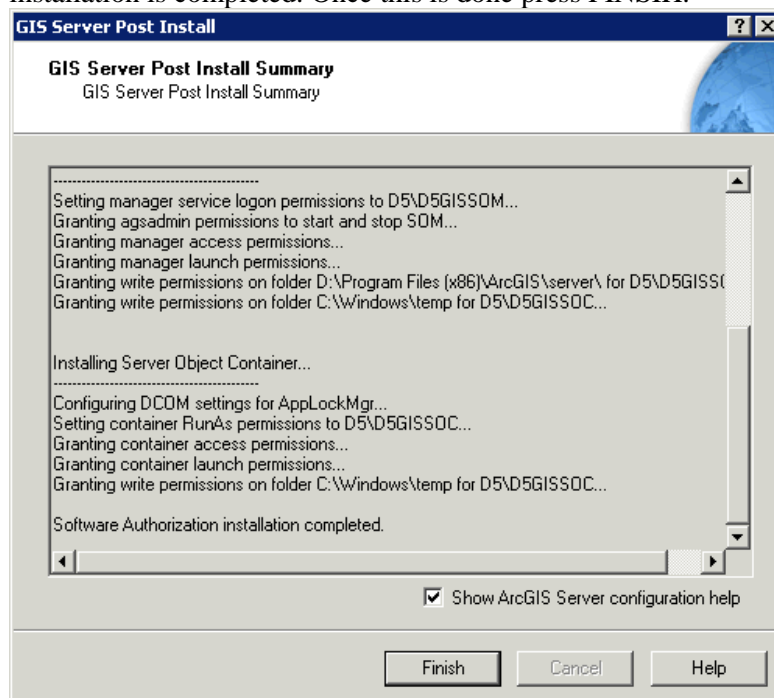 installation is completed. Once this is done press FINSIH.
GIS Server Post Install
GIS Server Post Install Summary
GIS Server Post Install Summary
--------------------------------------------
Setting manager service logon permissions to D5\D5GISSOM...
Granting agsadmin permissions to start and stop SOM...
Granting manager access permissions...
Granting manager launch permissions...
Granting write permissions on folder D:\Program Files (x86)\ArcGIS\server\ for D5\D5GISSO
Granting write permissions on folder C:\Windows\temp for D5\D5GISSOC...
Installing Server Object Container...
--------------------------------------------
Configuring DCOM settings for AppLockMgr...
Setting container RunAs permissions to D5\D5GISSOC...
Granting container access permissions...
Granting container launch permissions...
Granting write permissions on folder C:\Windows\temp for D5\D5GISSOC...
Software Authorization installation completed.
Show ArcGIS Server configuration help
Finish Cancel Help